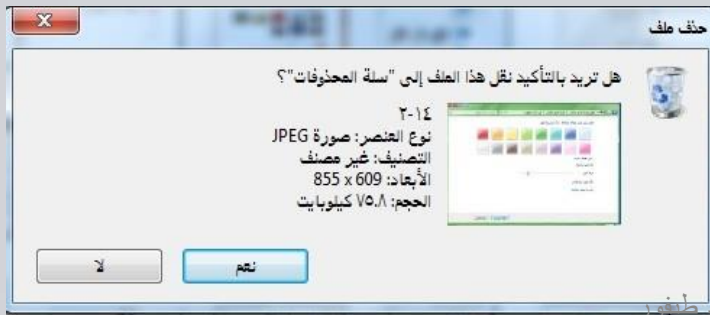 حذف ملف
هل تريد بالتأكيد نقل هذا الملف إلى "سلة المحذوفات"؟
٢-١٤
نوع العنصر: صورة JPEG
التصنيف: غير مصنف
الأبعاد: 609 x 855
الحجم: ٧٥.٨ كيلوبايت
نعم
لا